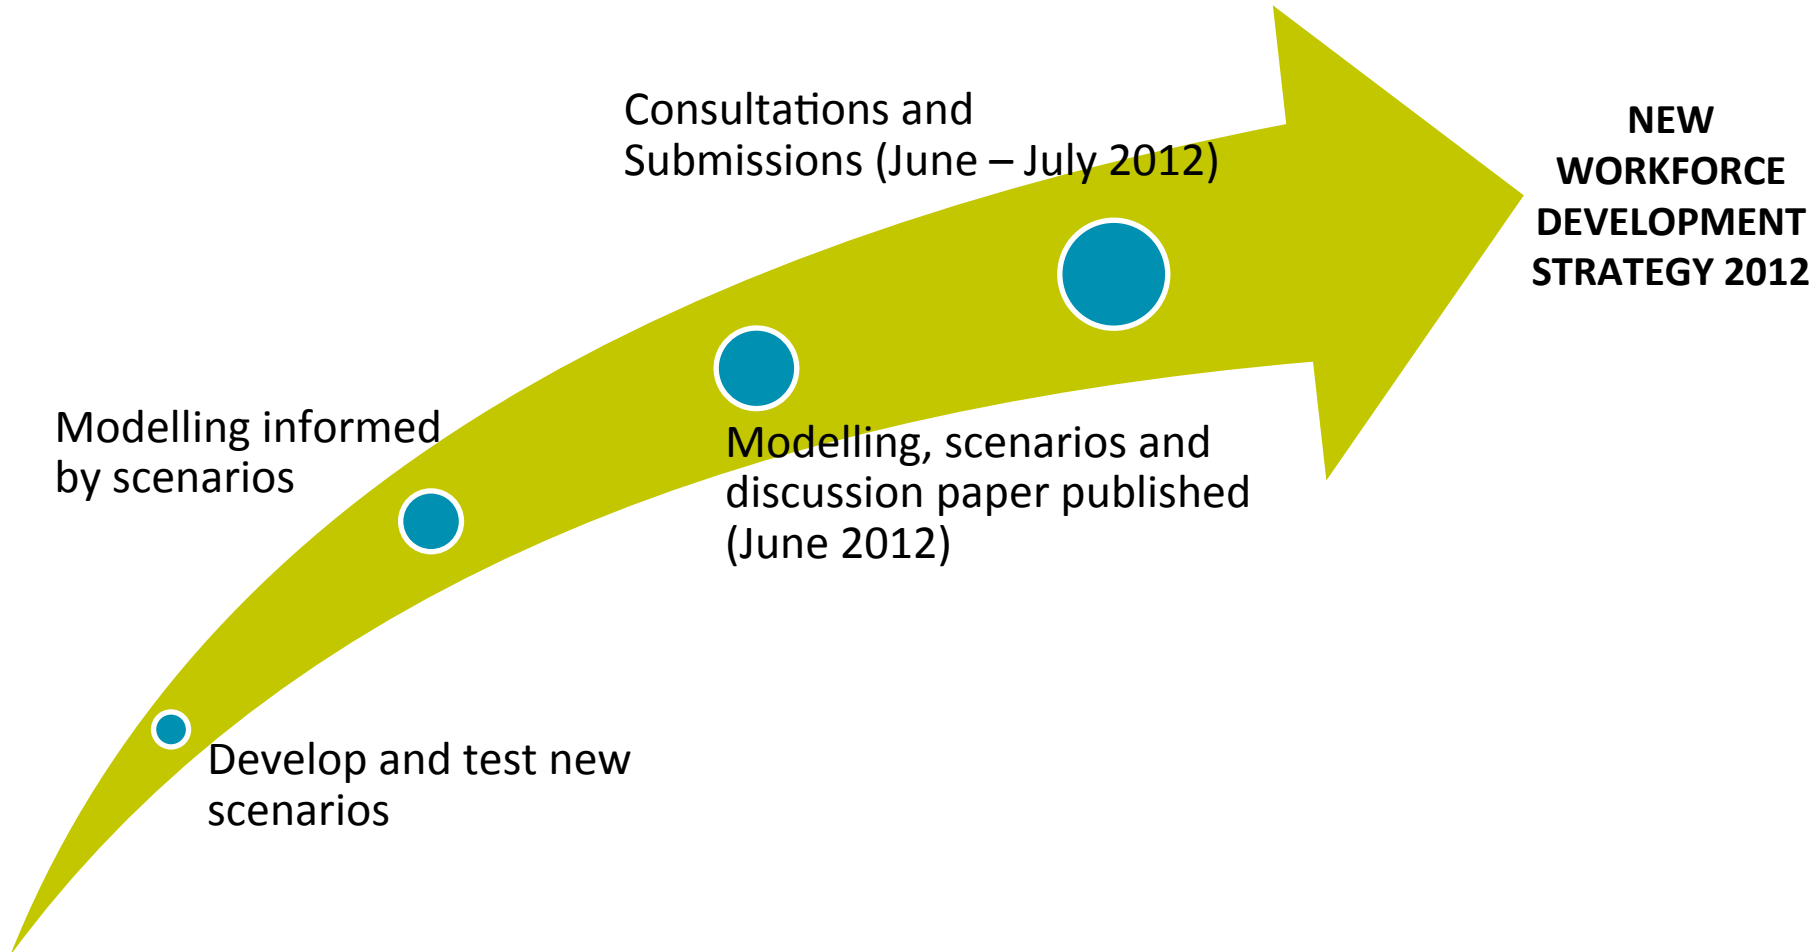 Consultations and
Submissions (June – July 2012)
NEW
WORKFORCE
DEVELOPMENT
STRATEGY 2012
Modelling informed
by scenarios
Modelling, scenarios and
discussion paper published
(June 2012)
Develop and test new
scenarios